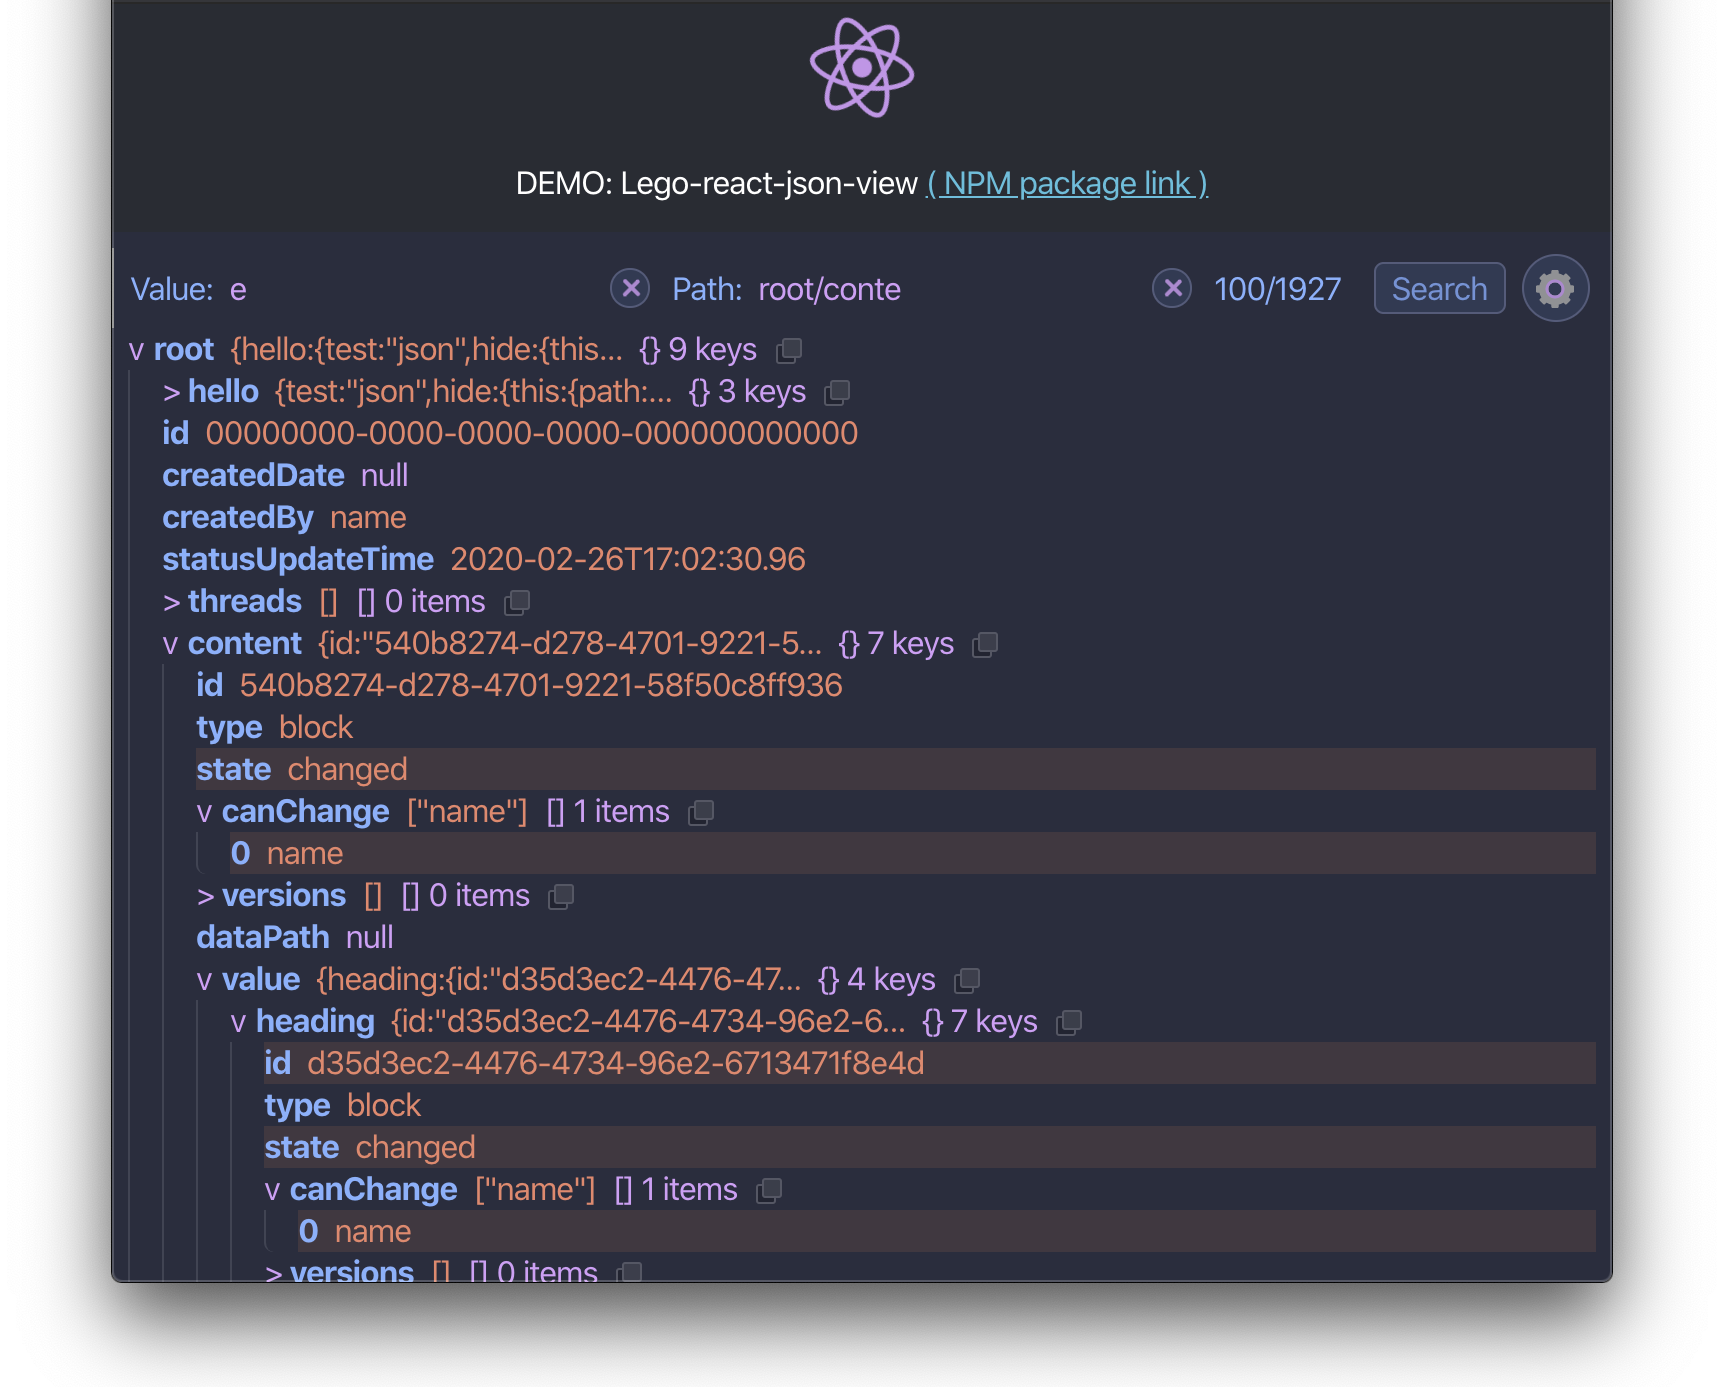 DEMO: Lego-react-json-view ( NPM package link )
Value: e Path: root/conte 100/1927 Search
v root {hello:{test:"json",hide:{this... {} 9 keys
> hello {test:"json",hide:{this:{path:... {} 3 keys
id 00000000-0000-0000-0000-000000000000
createdDate null
createdBy name
statusUpdateTime 2020-02-26T17:02:30.96
> threads [] [] 0 items
v content {id:"540b8274-d278-4701-9221-5... {} 7 keys
id 540b8274-d278-4701-9221-58f50c8ff936
type block
state changed
v canChange ["name"] [] 1 items
0 name
> versions [] [] 0 items
dataPath null
v value {heading:{id:"d35d3ec2-4476-47... {} 4 keys
v heading {id:"d35d3ec2-4476-4734-96e2-6... {} 7 keys
id d35d3ec2-4476-4734-96e2-6713471f8e4d
type block
state changed
v canChange ["name"] [] 1 items
0 name
> versions [] [] 0 items